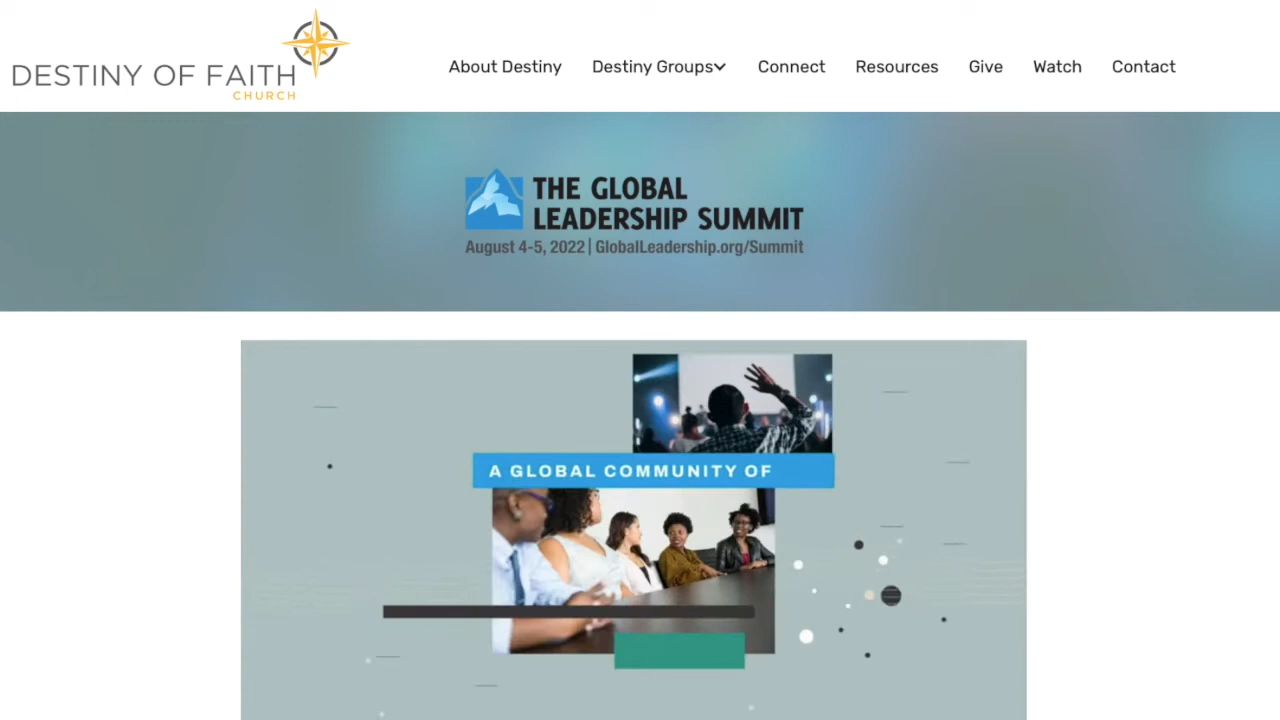 DESTINY OF FAITH
CHURCH
About Destiny Destiny Groups Connect Resources Give Watch Contact
THE GLOBAL
LEADERSHIP SUMMIT
August 4-5, 2022 | GlobalLeadership.org/Summit
A GLOBAL COMMUNITY OF